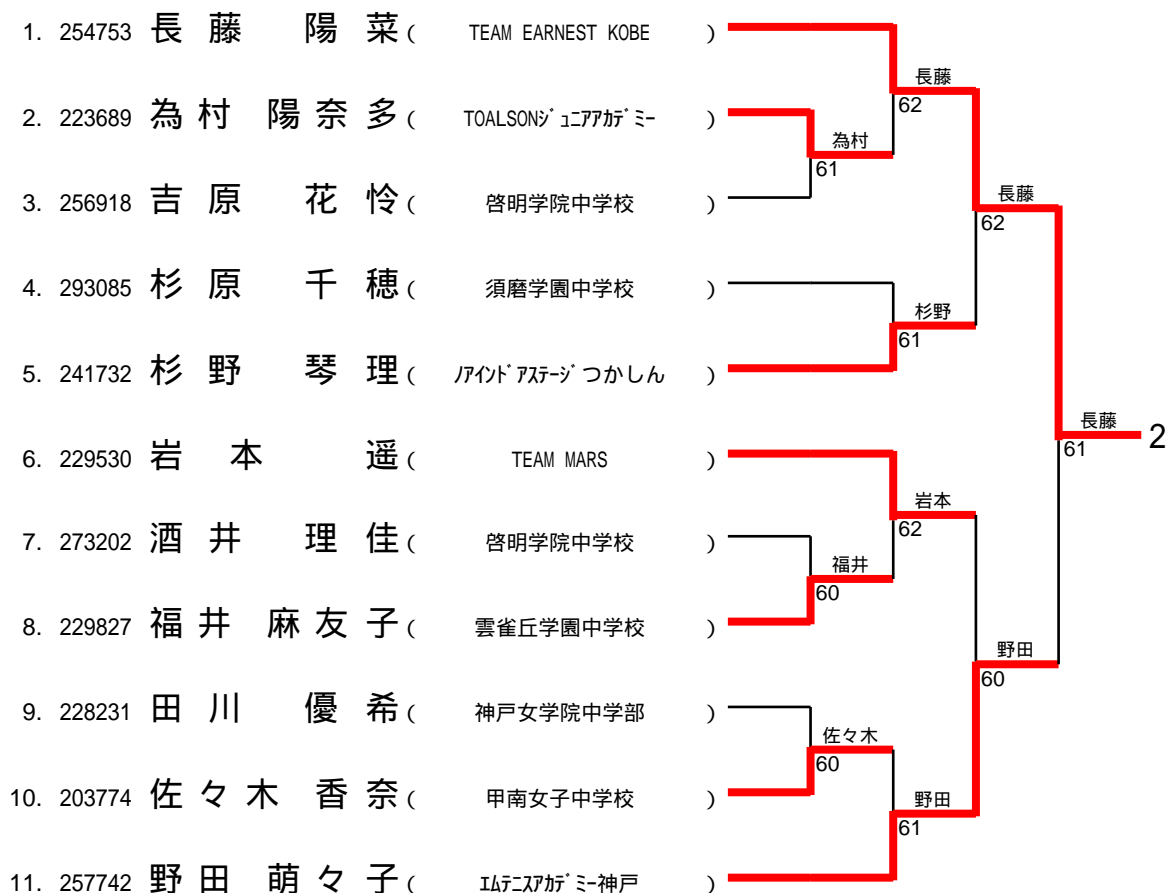 1. 254753 長藤 陽菜 ( TEAM EARNEST KOBE )
長藤
62
2. 223689 為村 陽奈多 ( TOALSONｼﾞｭﾆｱｱｶﾃﾞﾐｰ )
為村
61
3. 256918 吉原 花怜 ( 啓明学院中学校 )
長藤
62
4. 293085 杉原 千穂 ( 須磨学園中学校 )
杉野
61
5. 241732 杉野 琴理 ( ﾉｱｲﾝﾄﾞｱｽﾃｰｼﾞつかしん )
長藤
61
2
6. 229530 岩本 遥 ( TEAM MARS )
岩本
62
7. 273202 酒井 理佳 ( 啓明学院中学校 )
福井
60
8. 229827 福井 麻友子 ( 雲雀丘学園中学校 )
野田
60
9. 228231 田川 優希 ( 神戸女学院中学部 )
佐々木
60
10. 203774 佐々木 香奈 ( 甲南女子中学校 )
野田
61
11. 257742 野田 萌々子 ( ｴﾑﾃﾆｽｱｶﾃﾞﾐｰ神戸 )